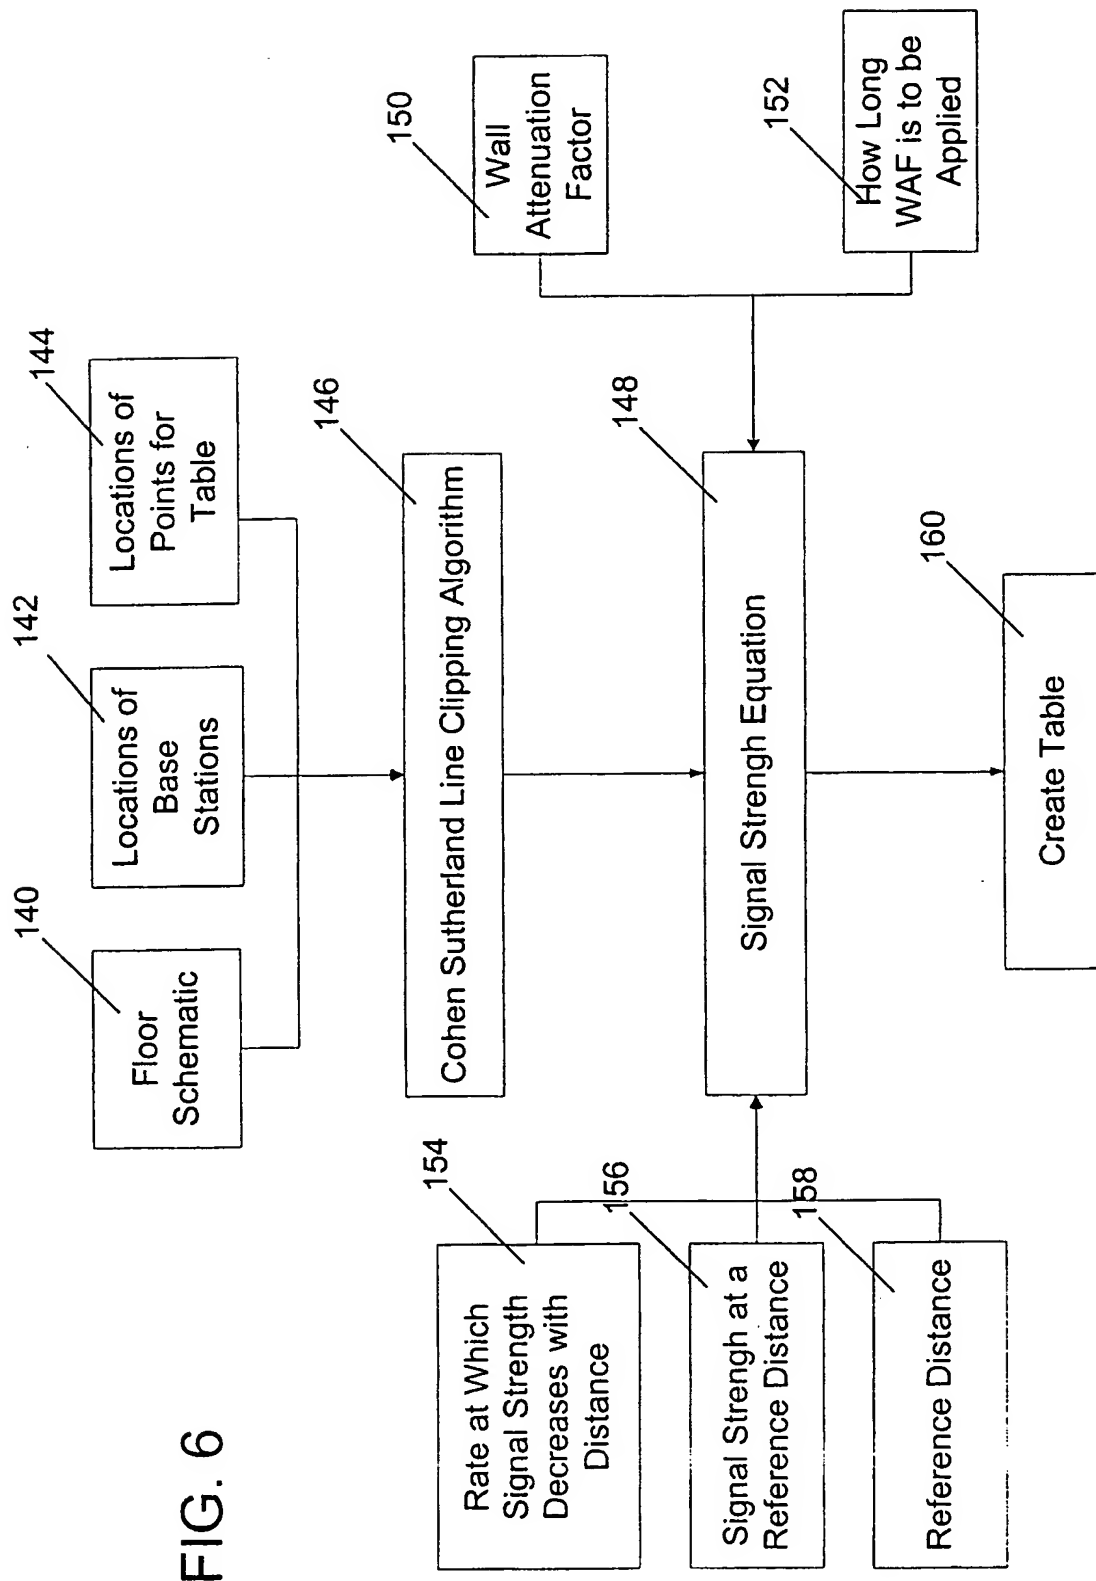 FIG. 6
140
Floor
Schematic
142
Locations of
Base
Stations
144
Locations of
Points for
Table
146
Cohen Sutherland Line Clipping Algorithm
148
Signal Strengh Equation
150
Wall
Attenuation
Factor
152
How Long
WAF is to be
Applied
154
Rate at Which
Signal Strength
Decreases with
Distance
156
Signal Strengh at a
Reference Distance
158
Reference Distance
160
Create Table